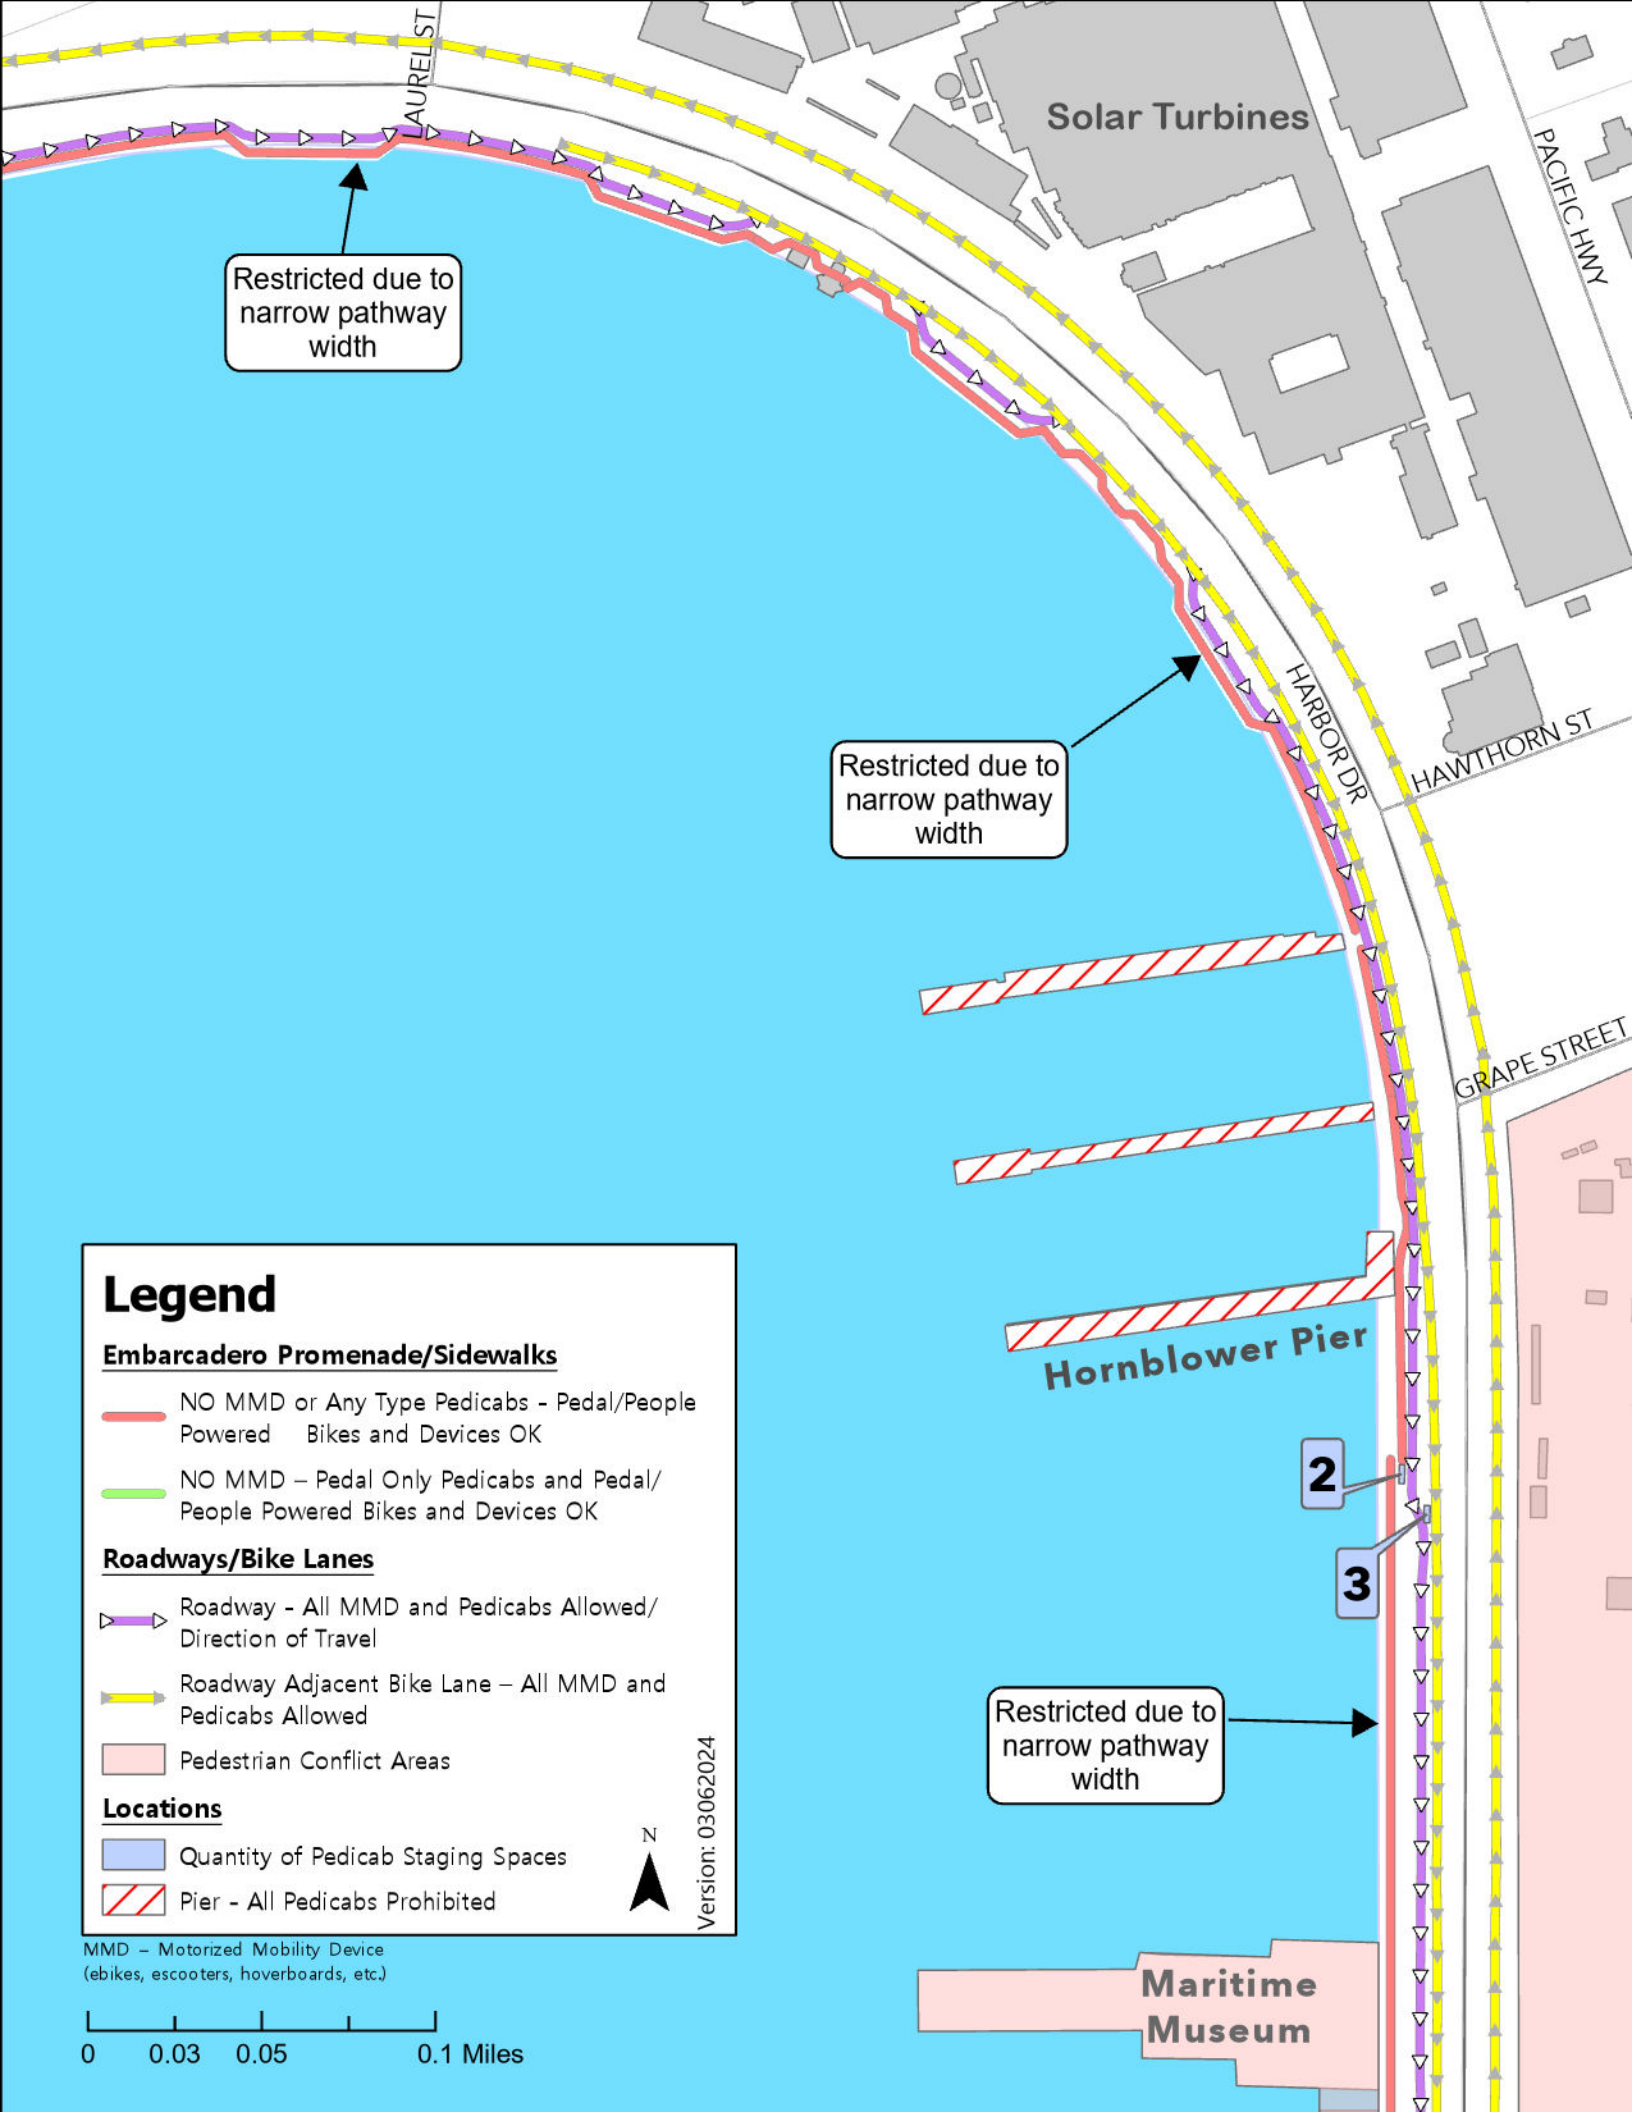 LAUREL ST
Solar Turbines
PACIFIC HWY
Restricted due to
narrow pathway
width
HARBOR DR
HAWTHORN ST
Restricted due to
narrow pathway
width
GRAPE STREET
Hornblower Pier
2
3
Restricted due to
narrow pathway
width
Maritime
Museum
Legend
Embarcadero Promenade/Sidewalks
NO MMD or Any Type Pedicabs - Pedal/People
Powered Bikes and Devices OK
NO MMD – Pedal Only Pedicabs and Pedal/
People Powered Bikes and Devices OK
Roadways/Bike Lanes
Roadway - All MMD and Pedicabs Allowed/
Direction of Travel
Roadway Adjacent Bike Lane – All MMD and
Pedicabs Allowed
Pedestrian Conflict Areas
Locations
Quantity of Pedicab Staging Spaces
Pier - All Pedicabs Prohibited
N
Version: 03062024
MMD – Motorized Mobility Device
(ebikes, escooters, hoverboards, etc.)
0 0.03 0.05 0.1 Miles